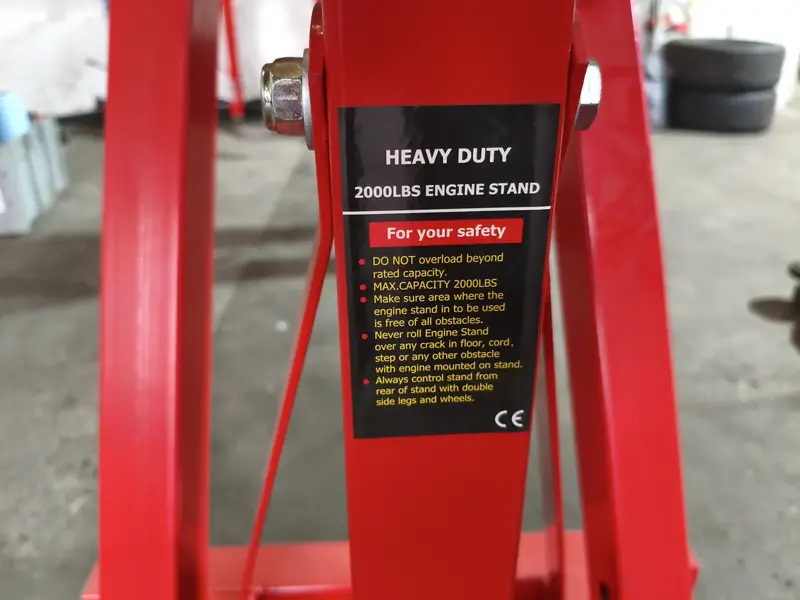 HEAVY DUTY
2000LBS ENGINE STAND
For your safety
DO NOT overload beyond
rated capacity.
MAX.CAPACITY 2000LBS
Make sure area where the
engine stand in to be used
is free of all obstacles.
Never roll Engine Stand
over any crack in floor, cord,
step or any other obstacle
with engine mounted on stand.
Always control stand from
rear of stand with double
side legs and wheels.
CE